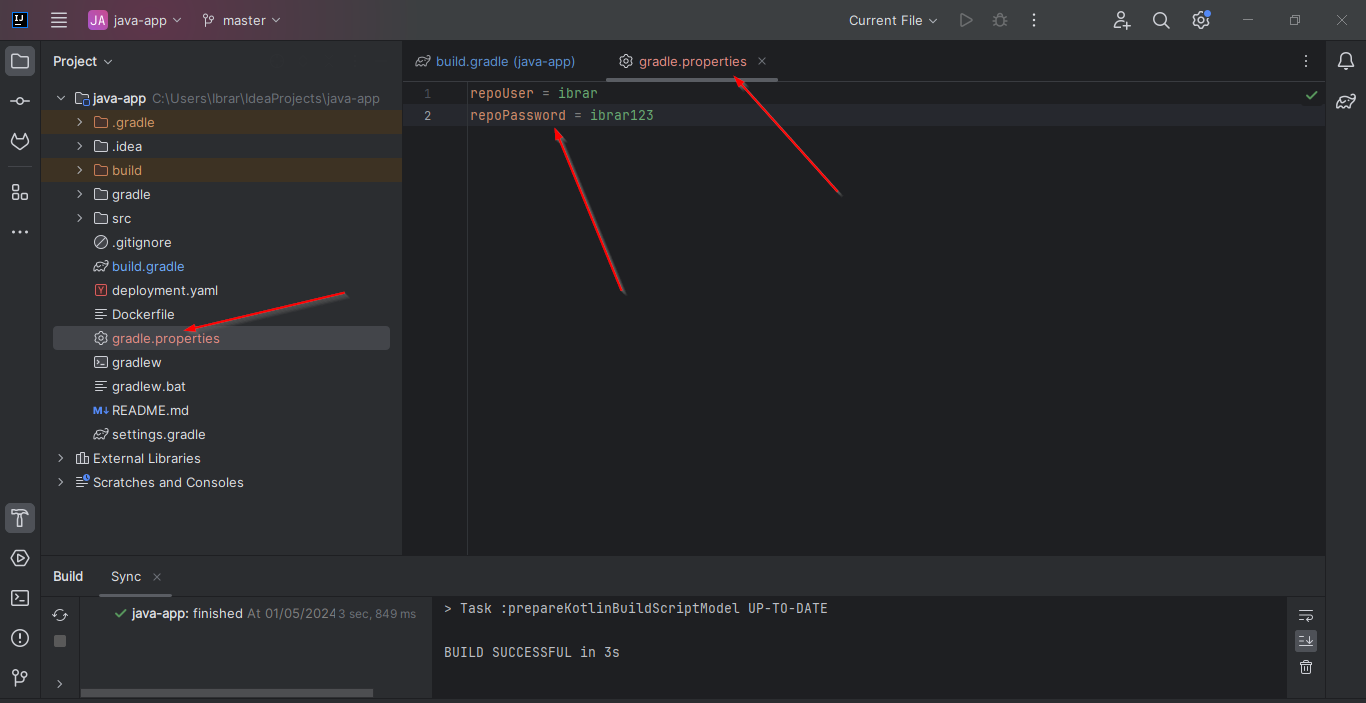 JA java-app master Current File
Project
build.gradle (java-app) gradle.properties
java-app C:\Users\Ibrar\IdeaProjects\java-app
.gradle
.idea
build
gradle
src
.gitignore
build.gradle
Y deployment.yaml
Dockerfile
gradle.properties
gradlew
gradlew.bat
M↓ README.md
settings.gradle
External Libraries
Scratches and Consoles
1 repoUser = ibrar
2 repoPassword = ibrar123
Build Sync
java-app: finished At 01/05/2024 3 sec, 849 ms
> Task :prepareKotlinBuildScriptModel UP-TO-DATE
BUILD SUCCESSFUL in 3s